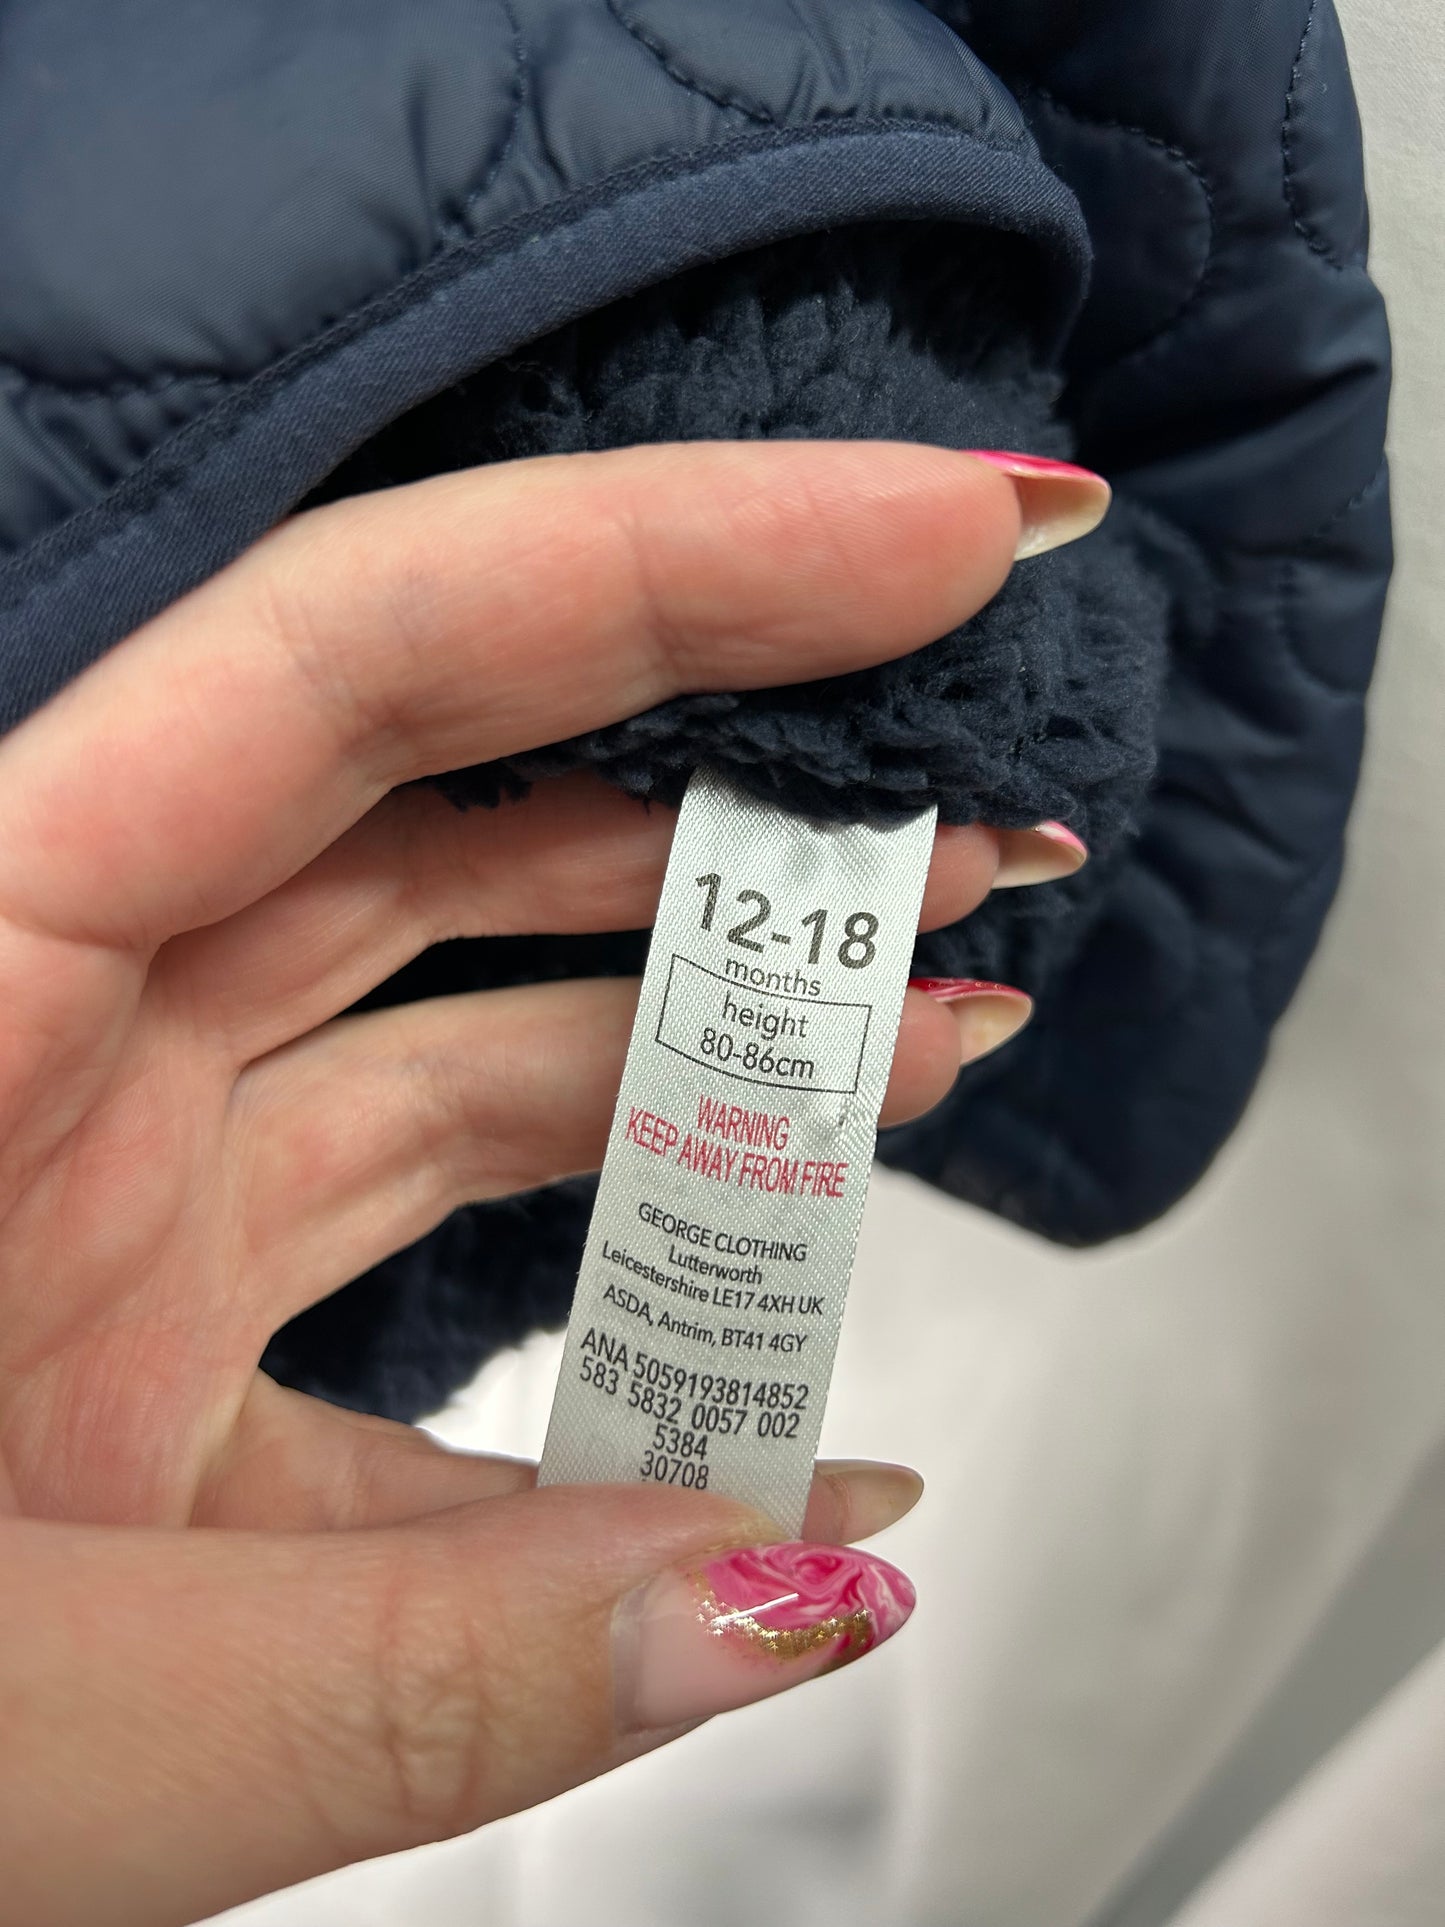 12-18
months
height
80-86cm
WARNING
KEEP AWAY FROM FIRE
GEORGE CLOTHING
Lutterworth
Leicestershire LE17 4XH UK
ASDA, Antrim, BT41 4GY
ANA 5059193814852
583 5832 0057 002
5384
30708